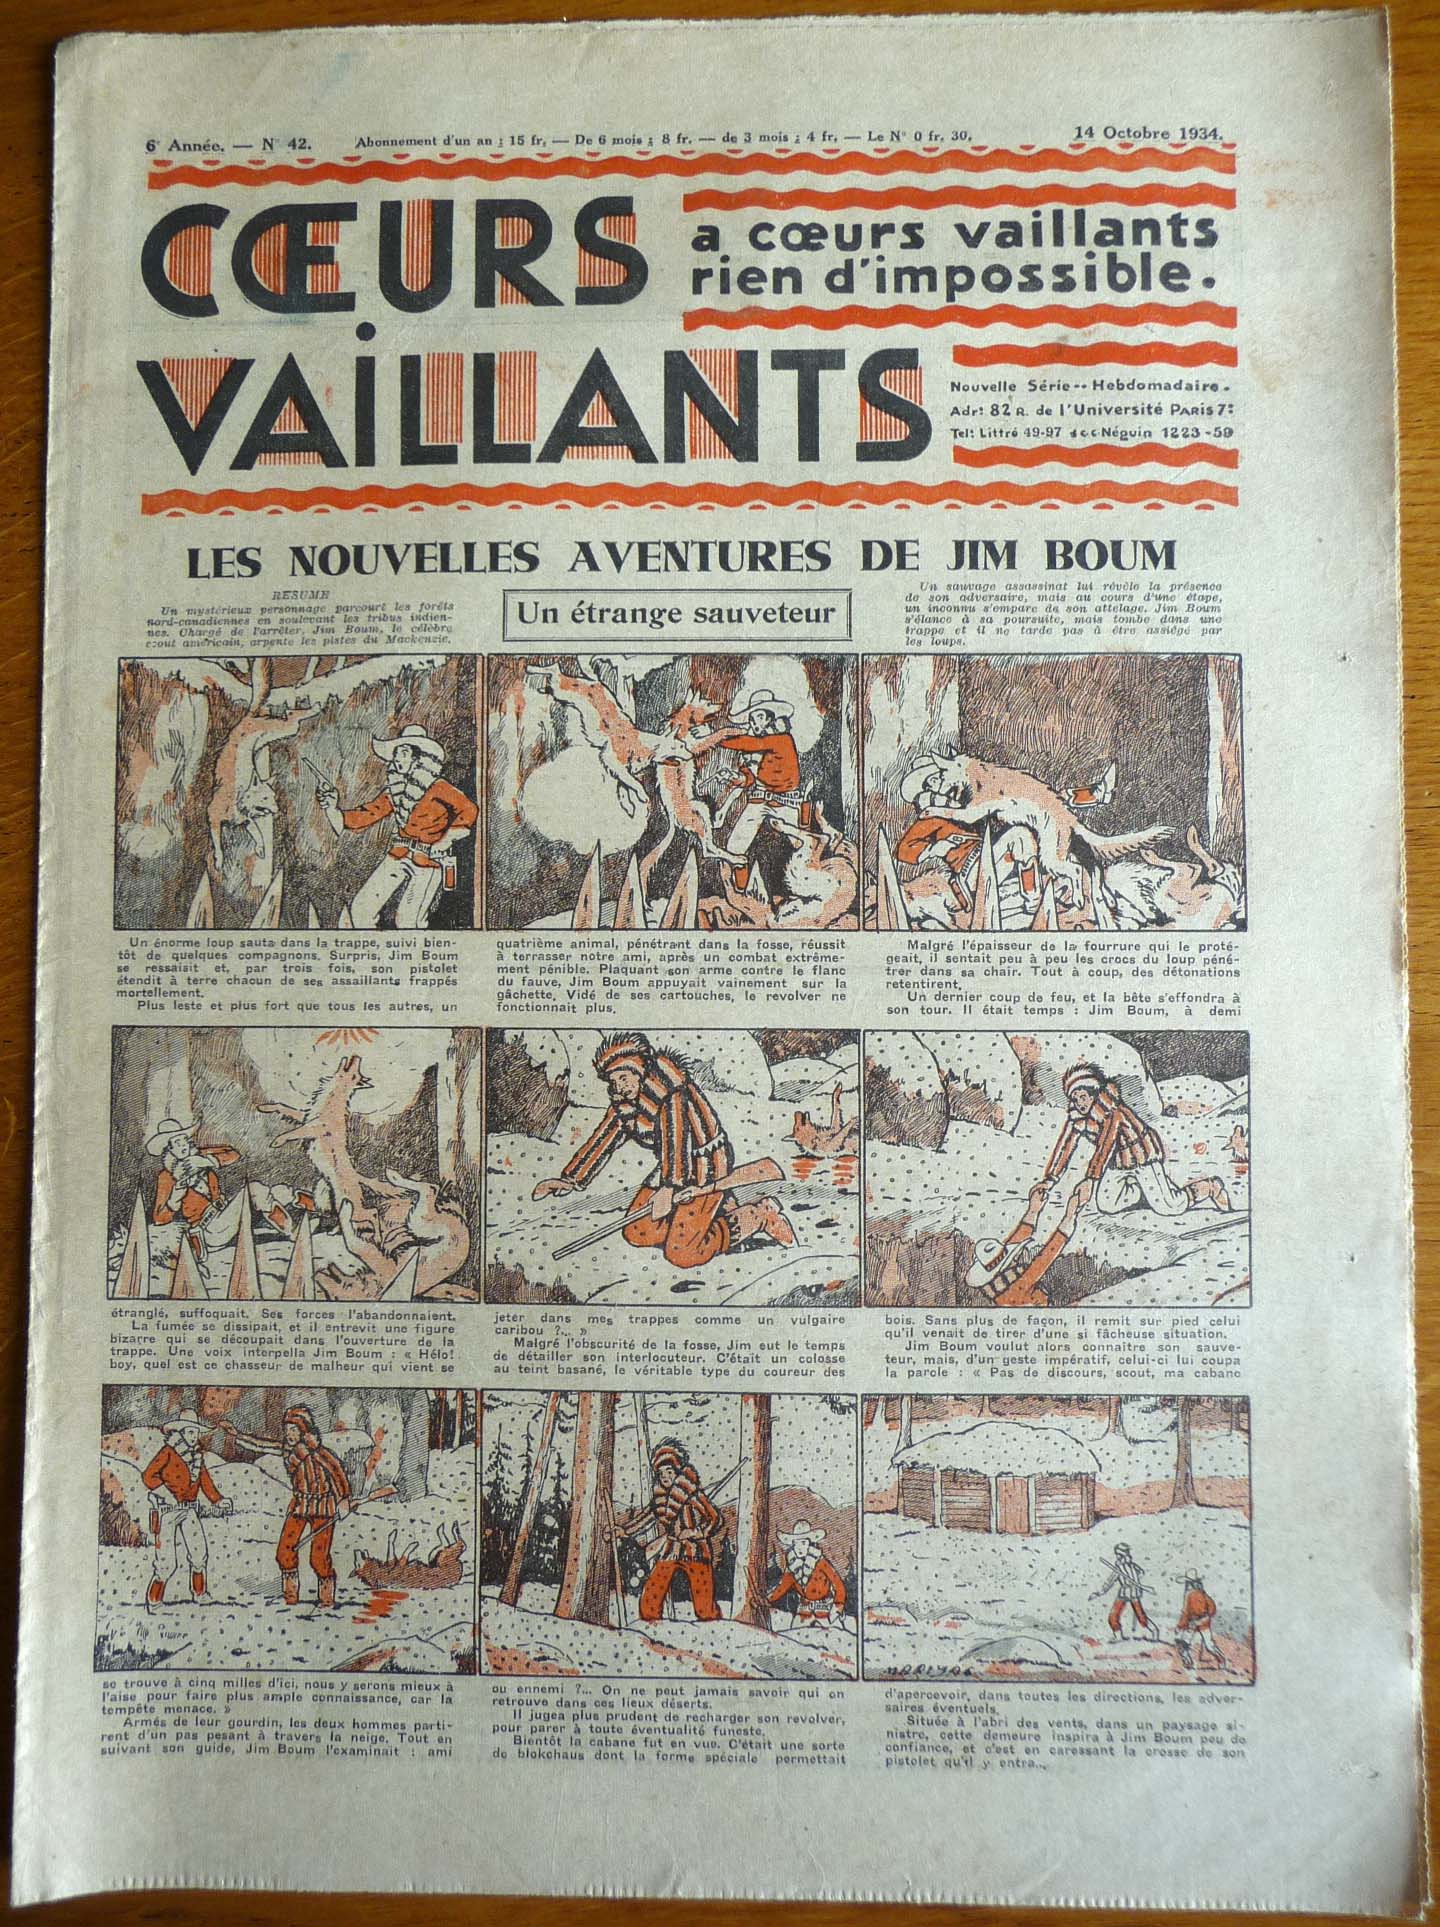 6e Année. — N° 42.
Abonnement d'un an : 15 fr. — De 6 mois : 8 fr. — de 3 mois : 4 fr. — Le N° 0 fr. 30.
14 Octobre 1934.
CŒURS
VAiLLANTS
a cœurs vaillants
rien d'impossible.
Nouvelle Série -- Hebdomadaire.
Adr: 82 R. de l'Université PARIS 7e
Tel: Littré 49-97 Néguin 1223-59
LES NOUVELLES AVENTURES DE JIM BOUM
RESUME
Un mystérieux personnage parcourt les forêts
nord-canadiennes en soulevant les tribus indien-
nes. Chargé de l'arrêter, Jim Boum, le célèbre
scout américain, arpente les pistes du Mackenzie.
Un étrange sauveteur
Un sauvage assassinat lui révèle la présence
de son adversaire, mais au cours d'une étape,
un inconnu s'empare de son attelage. Jim Boum
s'élance à sa poursuite, mais tombe dans une
trappe et il ne tarde pas à être assiégé par
les loups.
Un énorme loup sauta dans la trappe, suivi bien-
tôt de quelques compagnons. Surpris, Jim Boum
se ressaisit et, par trois fois, son pistolet
étendit à terre chacun de ses assaillants frappés
mortellement.
Plus leste et plus fort que tous les autres, un
quatrième animal, pénétrant dans la fosse, réussit
à terrasser notre ami, après un combat extrême-
ment pénible. Plaquant son arme contre le flanc
du fauve, Jim Boum appuyait vainement sur la
gâchette. Vidé de ses cartouches, le revolver ne
fonctionnait plus.
Malgré l'épaisseur de la fourrure qui le proté-
geait, il sentait peu à peu les crocs du loup péné-
trer dans sa chair. Tout à coup, des détonations
retentirent.
Un dernier coup de feu, et la bête s'effondra à
son tour. Il était temps : Jim Boum, à demi
étranglé, suffoquait. Ses forces l'abandonnaient.
La fumée se dissipait, et il entrevit une figure
bizarre qui se découpait dans l'ouverture de la
trappe. Une voix interpella Jim Boum : « Hélo!
boy, quel est ce chasseur de malheur qui vient se
jeter dans mes trappes comme un vulgaire
caribou ?... »
Malgré l'obscurité de la fosse, Jim eut le temps
de détailler son interlocuteur. C'était un colosse
au teint basané, le véritable type du coureur des
bois. Sans plus de façon, il remit sur pied celui
qu'il venait de tirer d'une si fâcheuse situation.
Jim Boum voulut alors connaître son sauve-
teur, mais, d'un geste impératif, celui-ci lui coupa
la parole : « Pas de discours, scout, ma cabane
se trouve à cinq milles d'ici, nous y serons mieux à
l'aise pour faire plus ample connaissance, car la
tempête menace. »
Armés de leur gourdin, les deux hommes parti-
rent d'un pas pesant à travers la neige. Tout en
suivant son guide, Jim Boum l'examinait : ami
ou ennemi ?... On ne peut jamais savoir qui on
retrouve dans ces lieux déserts.
Il jugea plus prudent de recharger son revolver,
pour parer à toute éventualité funeste.
Bientôt la cabane fut en vue. C'était une sorte
de blokchaus dont la forme spéciale permettait
MARIJAC
d'apercevoir, dans toutes les directions, les adver-
saires éventuels.
Située à l'abri des vents, dans un paysage si-
nistre, cette demeure inspira à Jim Boum peu de
confiance, et c'est en caressant la crosse de son
pistolet qu'il y entra...